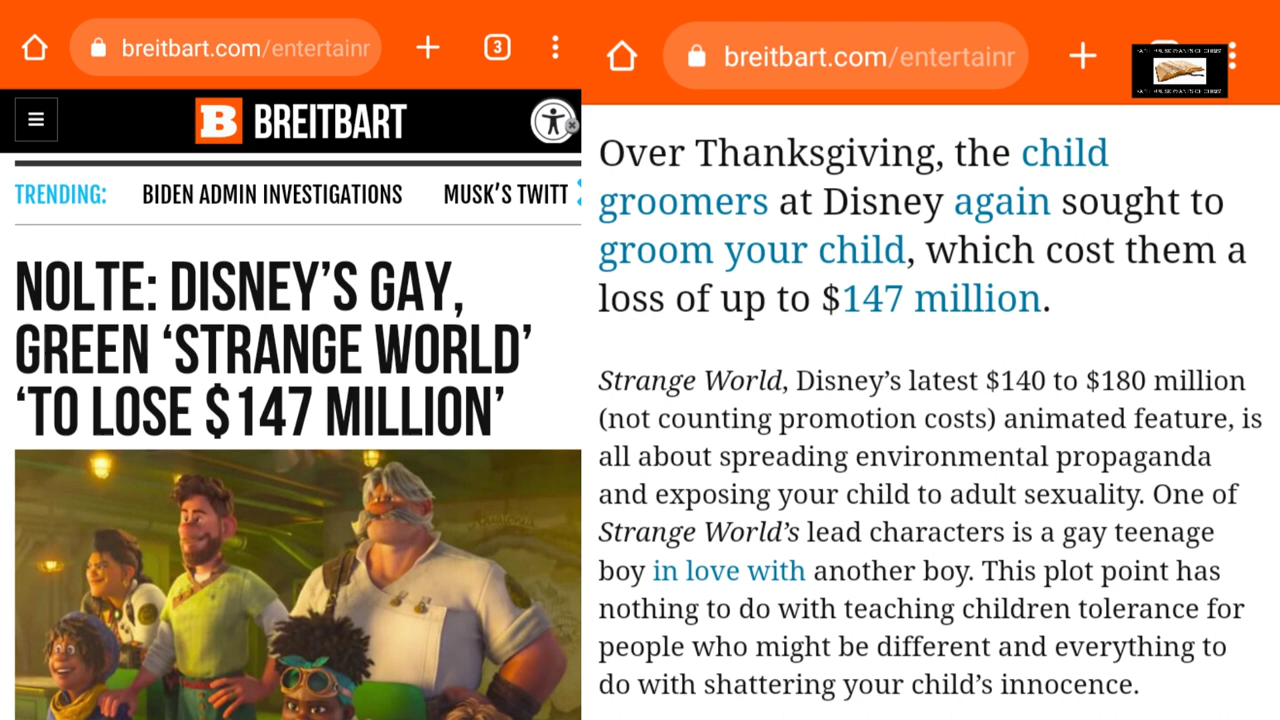 breitbart.com/entertainr
3
B BREITBART
TRENDING: BIDEN ADMIN INVESTIGATIONS MUSK'S TWITT
NOLTE: DISNEY'S GAY,
GREEN ‘STRANGE WORLD’
‘TO LOSE $147 MILLION’
breitbart.com/entertainr
Over Thanksgiving, the child
groomers at Disney again sought to
groom your child, which cost them a
loss of up to $147 million.
Strange World, Disney’s latest $140 to $180 million
(not counting promotion costs) animated feature, is
all about spreading environmental propaganda
and exposing your child to adult sexuality. One of
Strange World’s lead characters is a gay teenage
boy in love with another boy. This plot point has
nothing to do with teaching children tolerance for
people who might be different and everything to
do with shattering your child’s innocence.